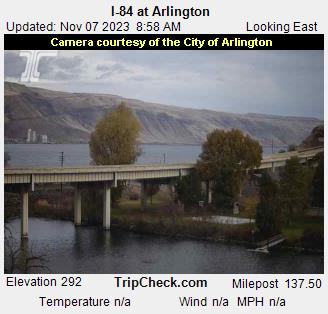 I-84 at Arlington
Updated: Nov 07 2023 8:58 AM Looking East
Camera courtesy of the City of Arlington
Elevation 292 TripCheck.com Milepost 137.50
Temperature n/a Wind n/a MPH n/a